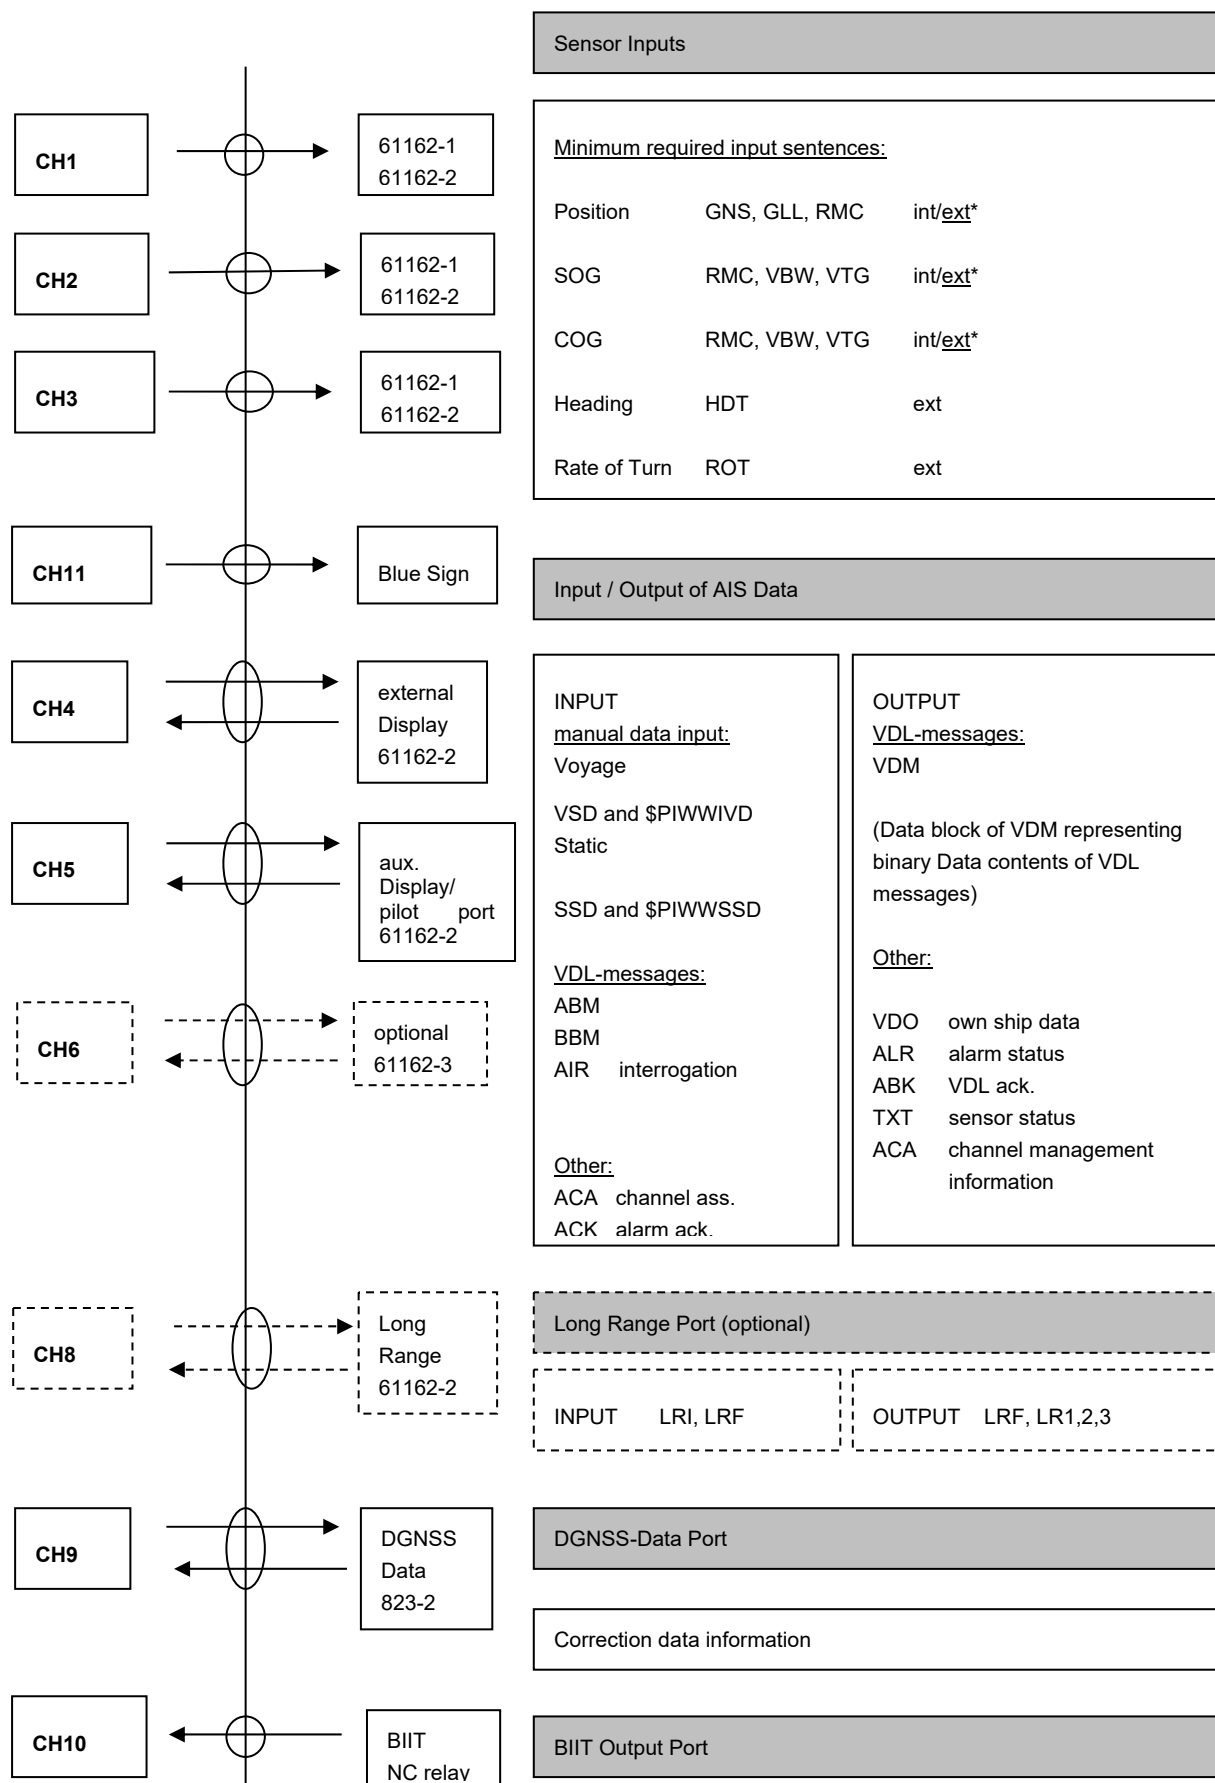 Sensor Inputs
CH1
61162-1
61162-2
Minimum required input sentences:
Position GNS, GLL, RMC int/ext*
SOG RMC, VBW, VTG int/ext*
COG RMC, VBW, VTG int/ext*
Heading HDT ext
Rate of Turn ROT ext
CH2
61162-1
61162-2
CH3
61162-1
61162-2
CH11
Blue Sign
Input / Output of AIS Data
CH4
external
Display
61162-2
CH5
aux.
Display/
pilot port
61162-2
CH6
optional
61162-3
INPUT
manual data input:
Voyage
VSD and $PIWWIVD
Static
SSD and $PIWWSSD
VDL-messages:
ABM
BBM
AIR interrogation
Other:
ACA channel ass.
ACK alarm ack.
OUTPUT
VDL-messages:
VDM
(Data block of VDM representing
binary Data contents of VDL
messages)
Other:
VDO own ship data
ALR alarm status
ABK VDL ack.
TXT sensor status
ACA channel management
information
CH8
Long
Range
61162-2
Long Range Port (optional)
INPUT LRI, LRF
OUTPUT LRF, LR1,2,3
CH9
DGNSS
Data
823-2
DGNSS-Data Port
Correction data information
CH10
BIIT
NC relay
BIIT Output Port